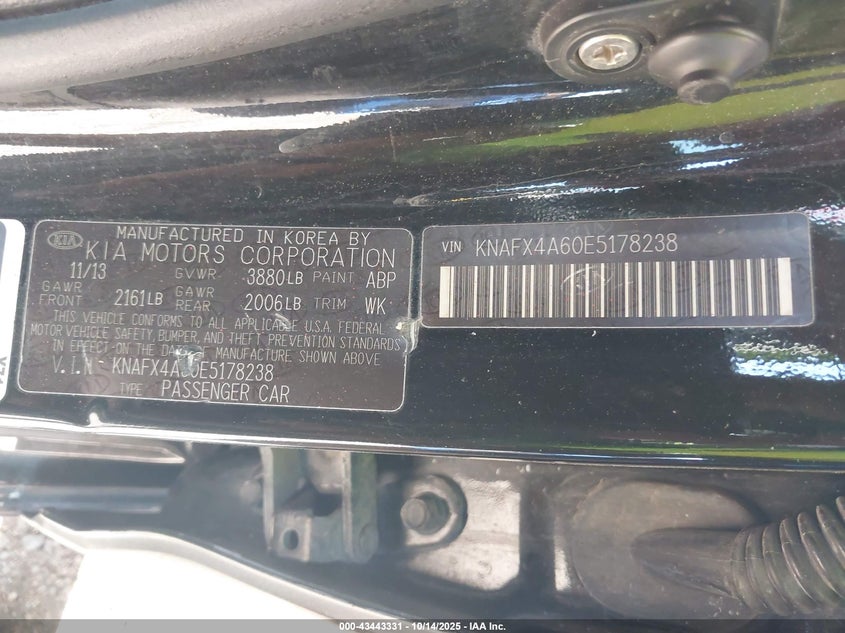 MANUFACTURED IN KOREA BY
KIA KIA MOTORS CORPORATION
11/13 GVWR 3880LB PAINT ABP
GAWR FRONT 2161LB GAWR REAR 2006LB TRIM WK
THIS VEHICLE CONFORMS TO ALL APPLICABLE U.S.A. FEDERAL
MOTOR VEHICLE SAFETY, BUMPER, AND THEFT PREVENTION STANDARDS
IN EFFECT ON THE DATE OF MANUFACTURE SHOWN ABOVE
V.I.N - KNAFX4A60E5178238
TYPE PASSENGER CAR
VIN KNAFX4A60E5178238
000-43443331 - 10/14/2025 - IAA Inc.